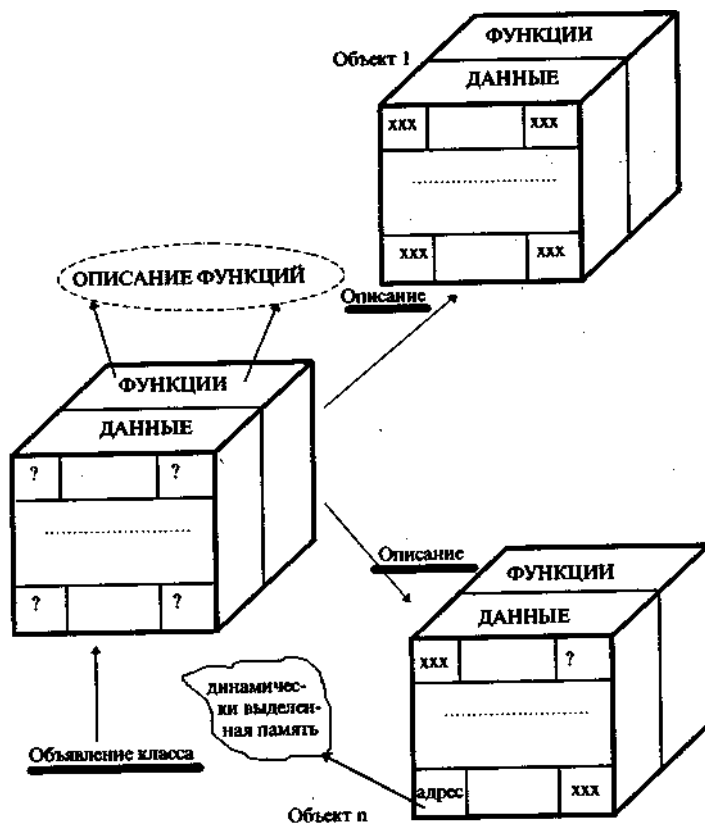 ФУНКЦИИ
Объект 1
ДАННЫЕ
xxx xxx
xxx xxx
ОПИСАНИЕ ФУНКЦИЙ
Описание
ФУНКЦИИ
ДАННЫЕ
? ?
? ?
Объявление класса
Описание
ФУНКЦИИ
ДАННЫЕ
xxx ?
адрес xxx
динамичес-
ки выделен-
ная память
Объект n